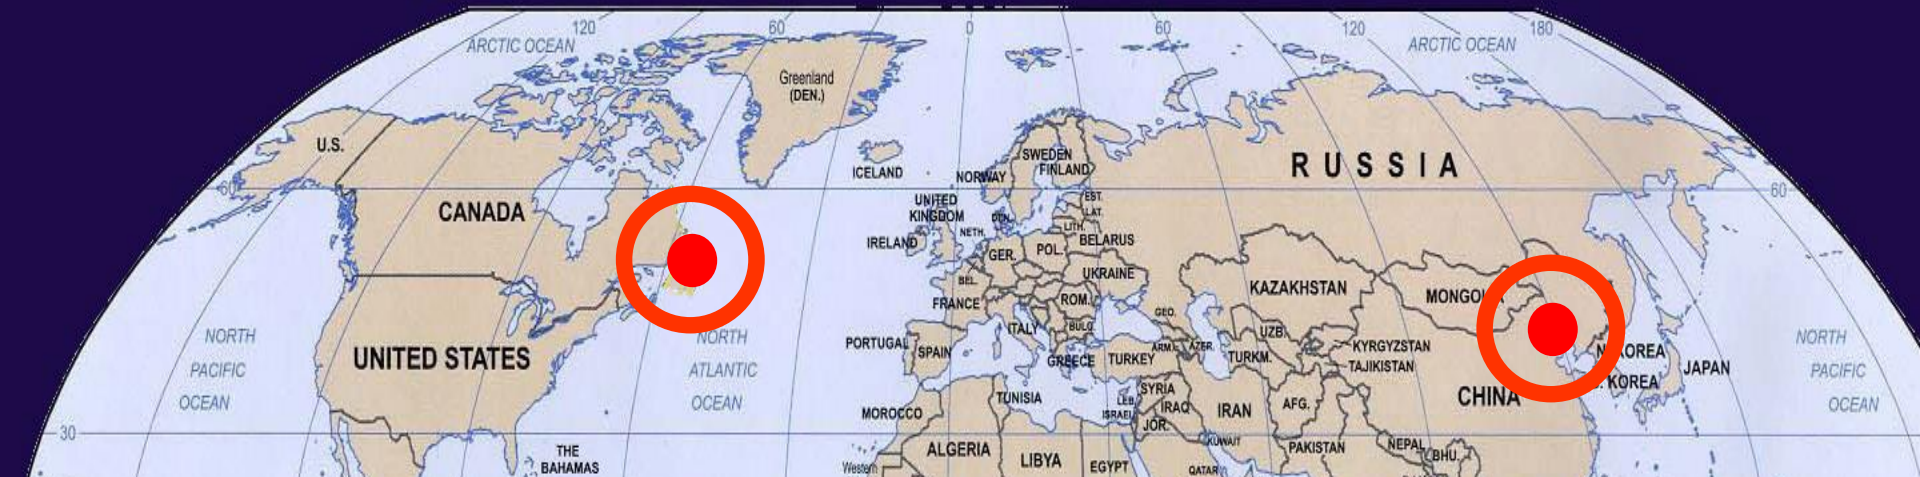 120
60
0
60
120
180
ARCTIC OCEAN
ARCTIC OCEAN
Greenland
(DEN.)
U.S.
ICELAND
SWEDEN
FINLAND
NORWAY
RUSSIA
60
60
CANADA
UNITED
KINGDOM
EST.
LAT.
DEN.
LITH.
NETH.
IRELAND
BELARUS
GER.
POL.
BEL.
UKRAINE
KAZAKHSTAN
FRANCE
ROM.
GEO.
NORTH
PACIFIC
OCEAN
NORTH
ATLANTIC
OCEAN
NORTH
PACIFIC
OCEAN
ITALY
BULG.
UZB.
PORTUGAL
SPAIN
ARM.
AZER.
KYRGYZSTAN
GREECE
TURKEY
TURKM.
TAJIKISTAN
KOREA
KOREA
JAPAN
UNITED STATES
CHINA
SYRIA
TUNISIA
LEB.
ISRAEL
IRAQ
IRAN
AFG.
MOROCCO
JOR.
30
KUWAIT
THE
BAHAMAS
ALGERIA
PAKISTAN
NEPAL
BHU.
Western
LIBYA
EGYPT
QATAR